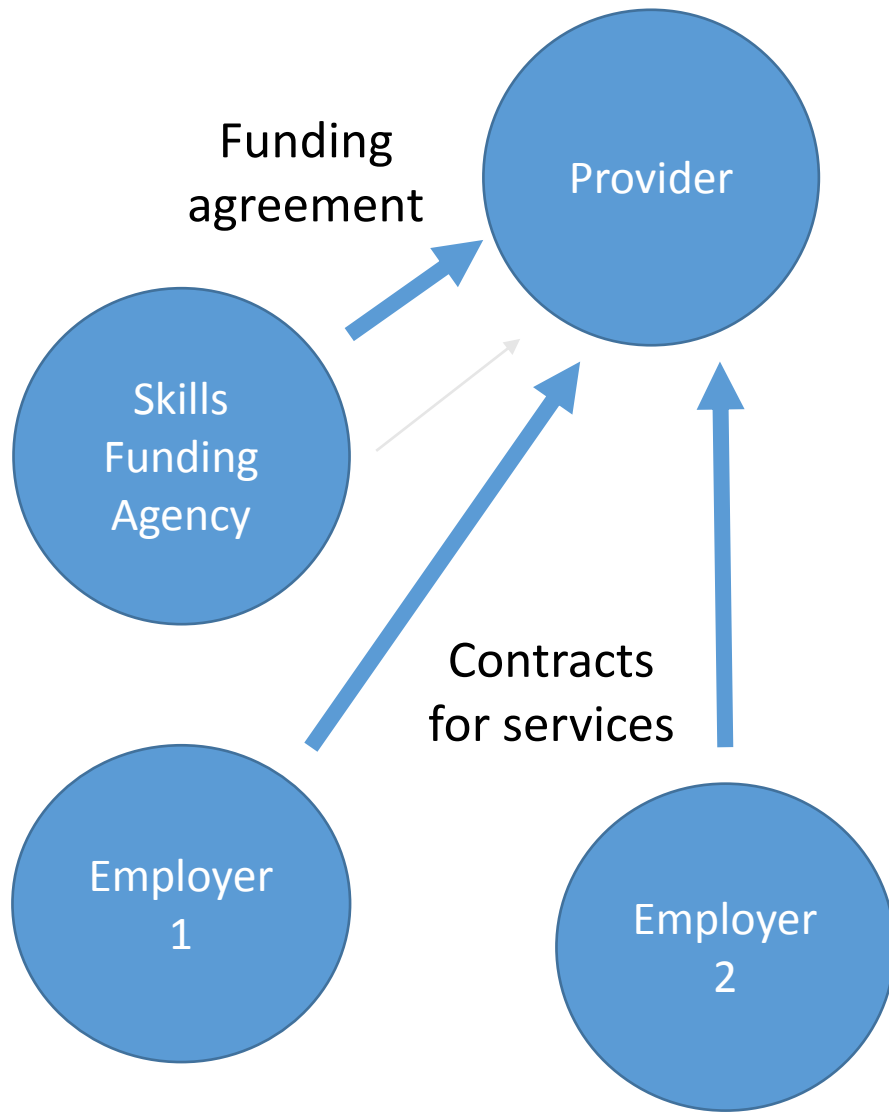 Funding
agreement
Provider
Skills
Funding
Agency
Contracts
for services
Employer
1
Employer
2